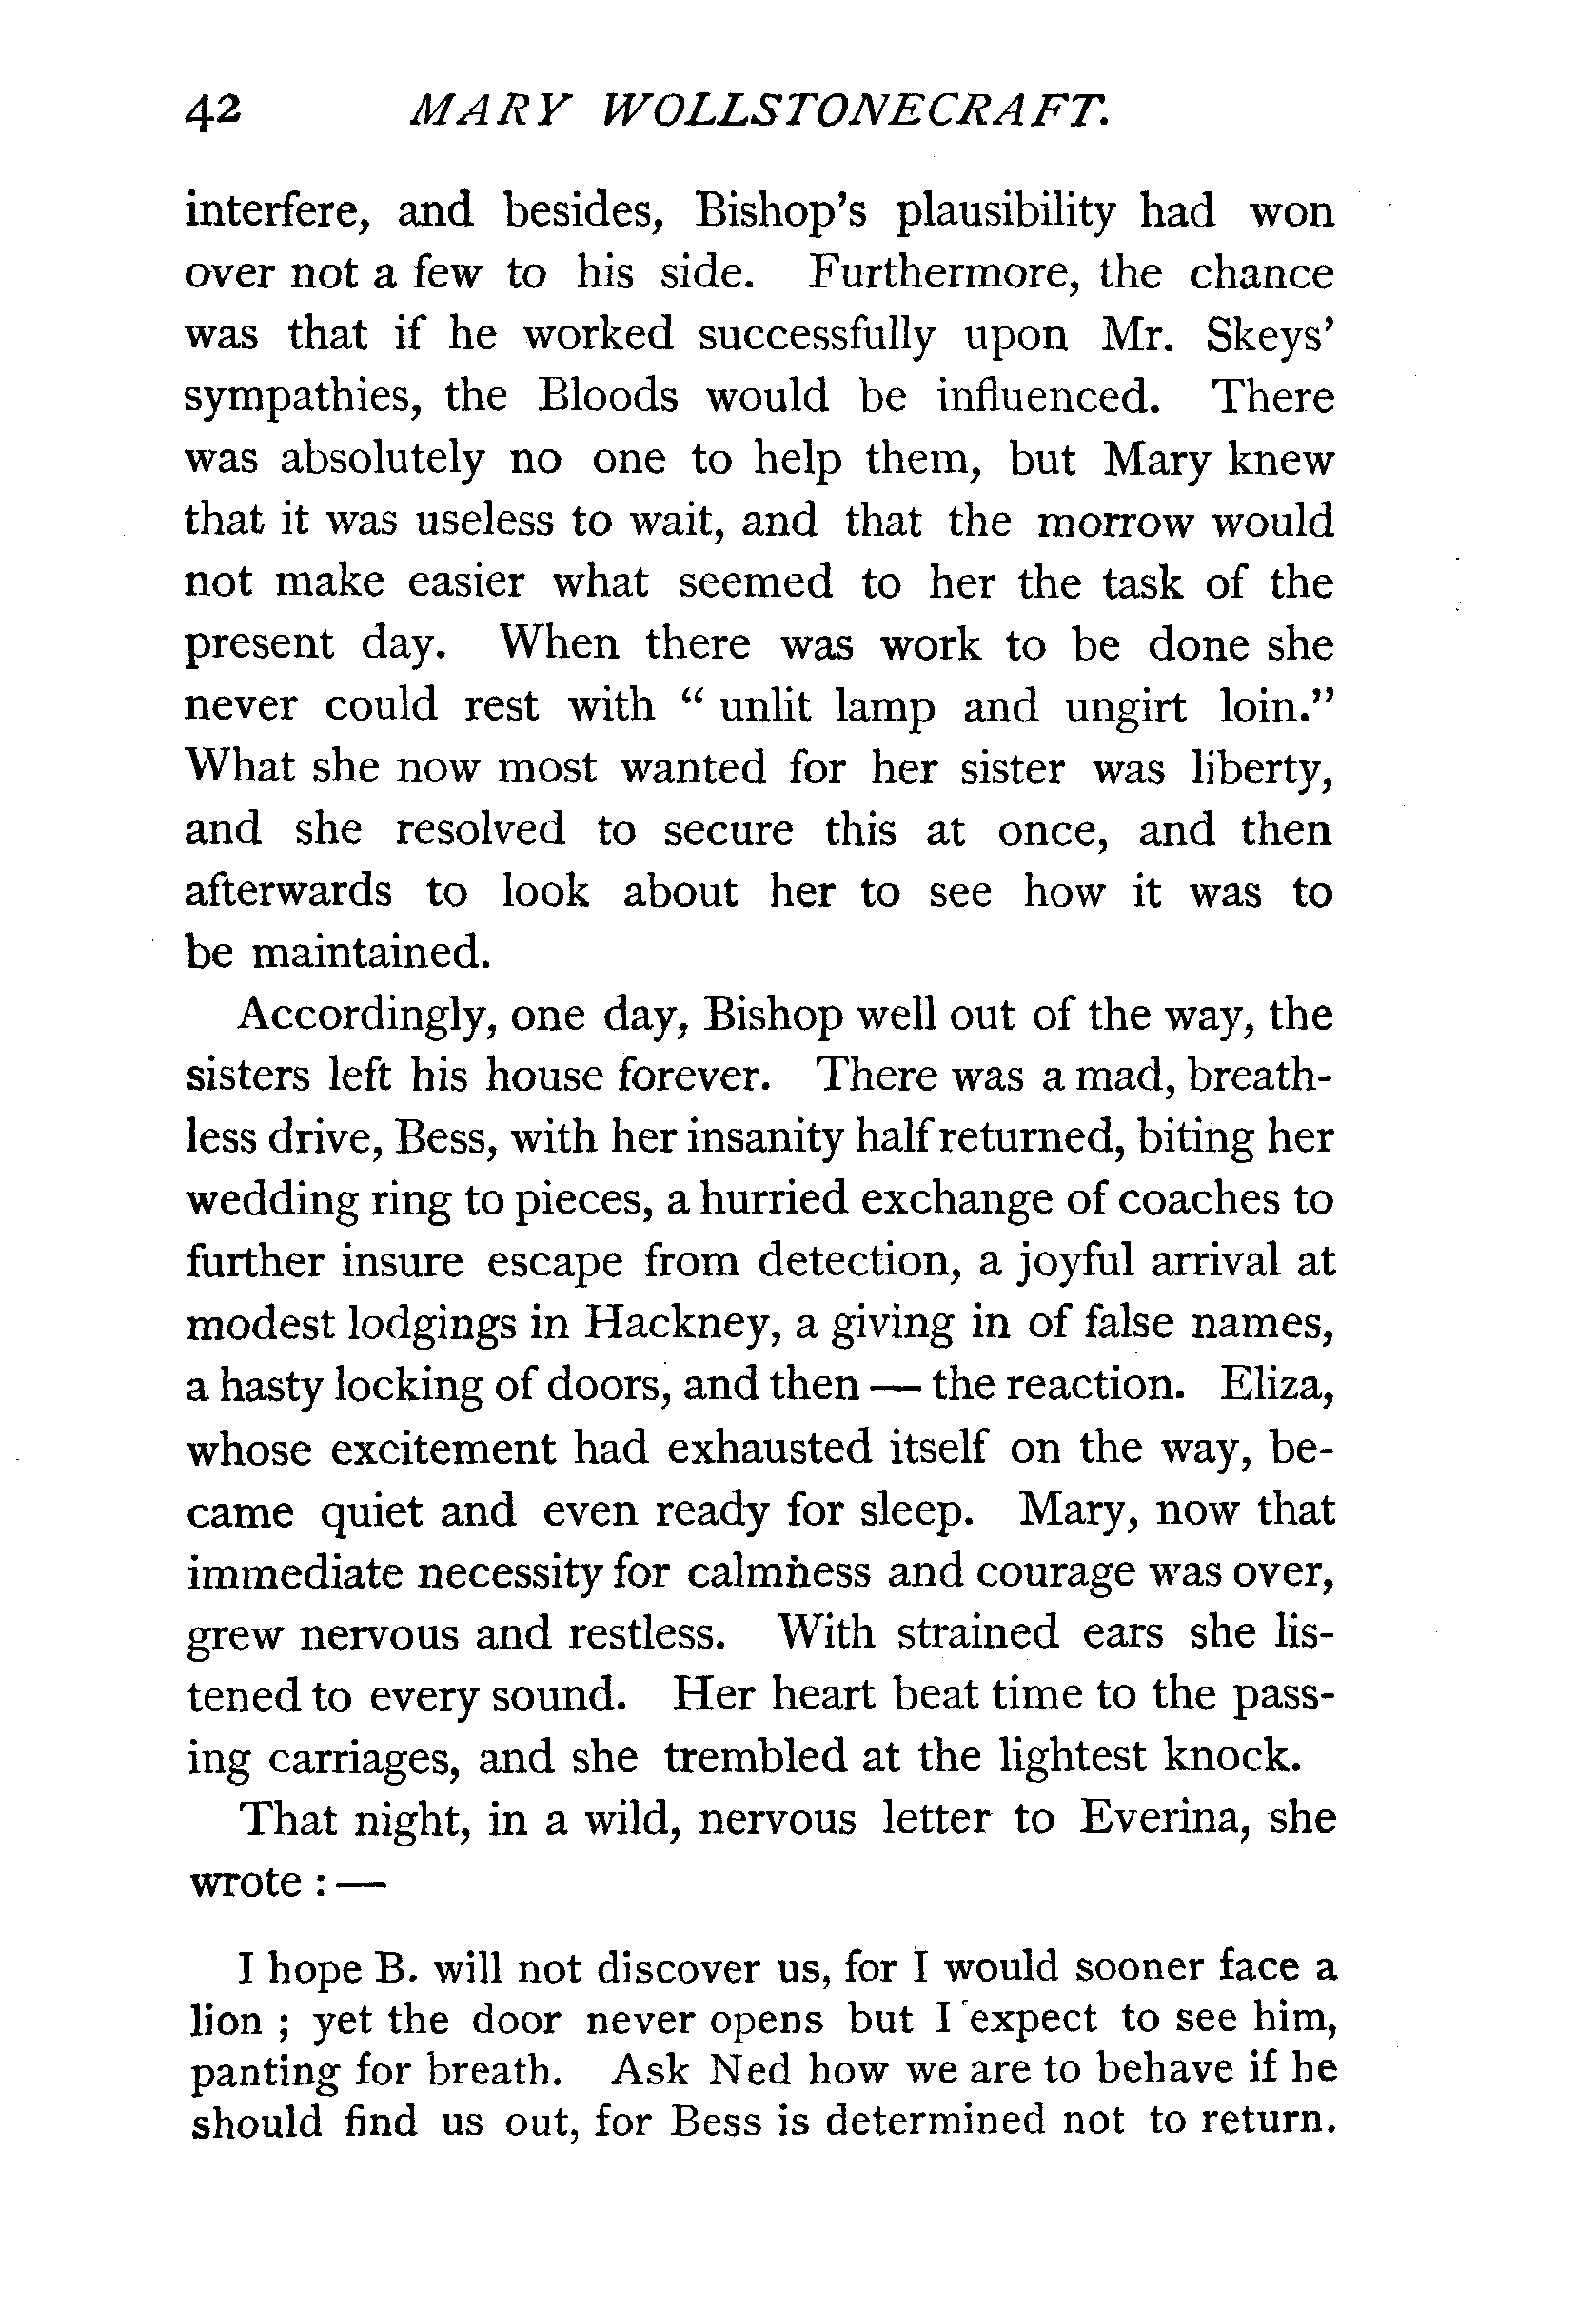 42 MARY WOLLSTONECRAFT.
interfere, and besides, Bishop's plausibility had won
over not a few to his side. Furthermore, the chance
was that if he worked successfully upon Mr. Skeys'
sympathies, the Bloods would be influenced. There
was absolutely no one to help them, but Mary knew
that it was useless to wait, and that the morrow would
not make easier what seemed to her the task of the
present day. When there was work to be done she
never could rest with “ unlit lamp and ungirt loin.”
What she now most wanted for her sister was liberty,
and she resolved to secure this at once, and then
afterwards to look about her to see how it was to
be maintained.
Accordingly, one day, Bishop well out of the way, the
sisters left his house forever. There was a mad, breath-
less drive, Bess, with her insanity half returned, biting her
wedding ring to pieces, a hurried exchange of coaches to
further insure escape from detection, a joyful arrival at
modest lodgings in Hackney, a giving in of false names,
a hasty locking of doors, and then — the reaction. Eliza,
whose excitement had exhausted itself on the way, be-
came quiet and even ready for sleep. Mary, now that
immediate necessity for calmness and courage was over,
grew nervous and restless. With strained ears she lis-
tened to every sound. Her heart beat time to the pass-
ing carriages, and she trembled at the lightest knock.
That night, in a wild, nervous letter to Everina, she
wrote : —
I hope B. will not discover us, for I would sooner face a
lion ; yet the door never opens but I expect to see him,
panting for breath. Ask Ned how we are to behave if he
should find us out, for Bess is determined not to return.